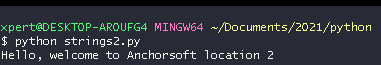 xpert@DESKTOP-AROUFG4 MINGW64 ~/Documents/2021/python
$ python strings2.py
Hello, welcome to Anchorsoft location 2